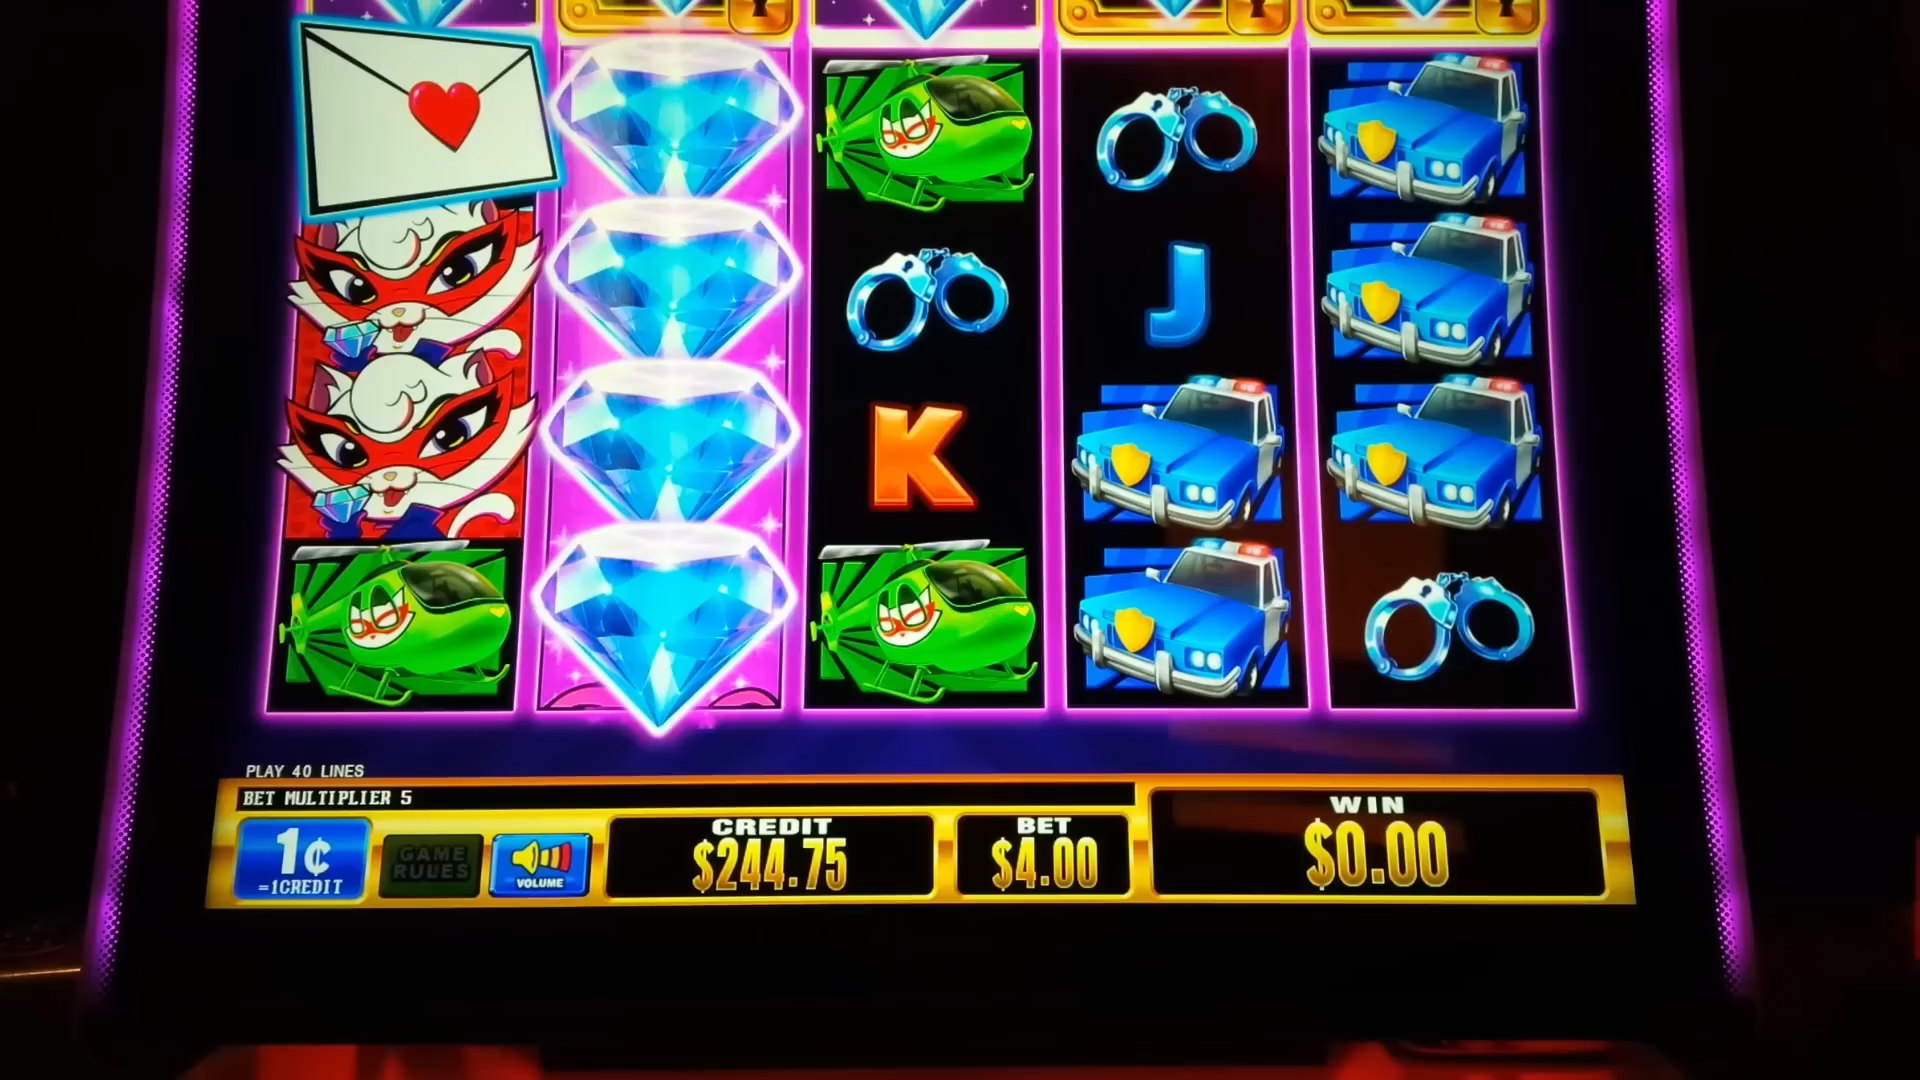 J
K
PLAY 40 LINES
BET MULTIPLIER 5
1¢
=1CREDIT
GAME
RULES
VOLUME
CREDIT
$244.75
BET
$4.00
WIN
$0.00